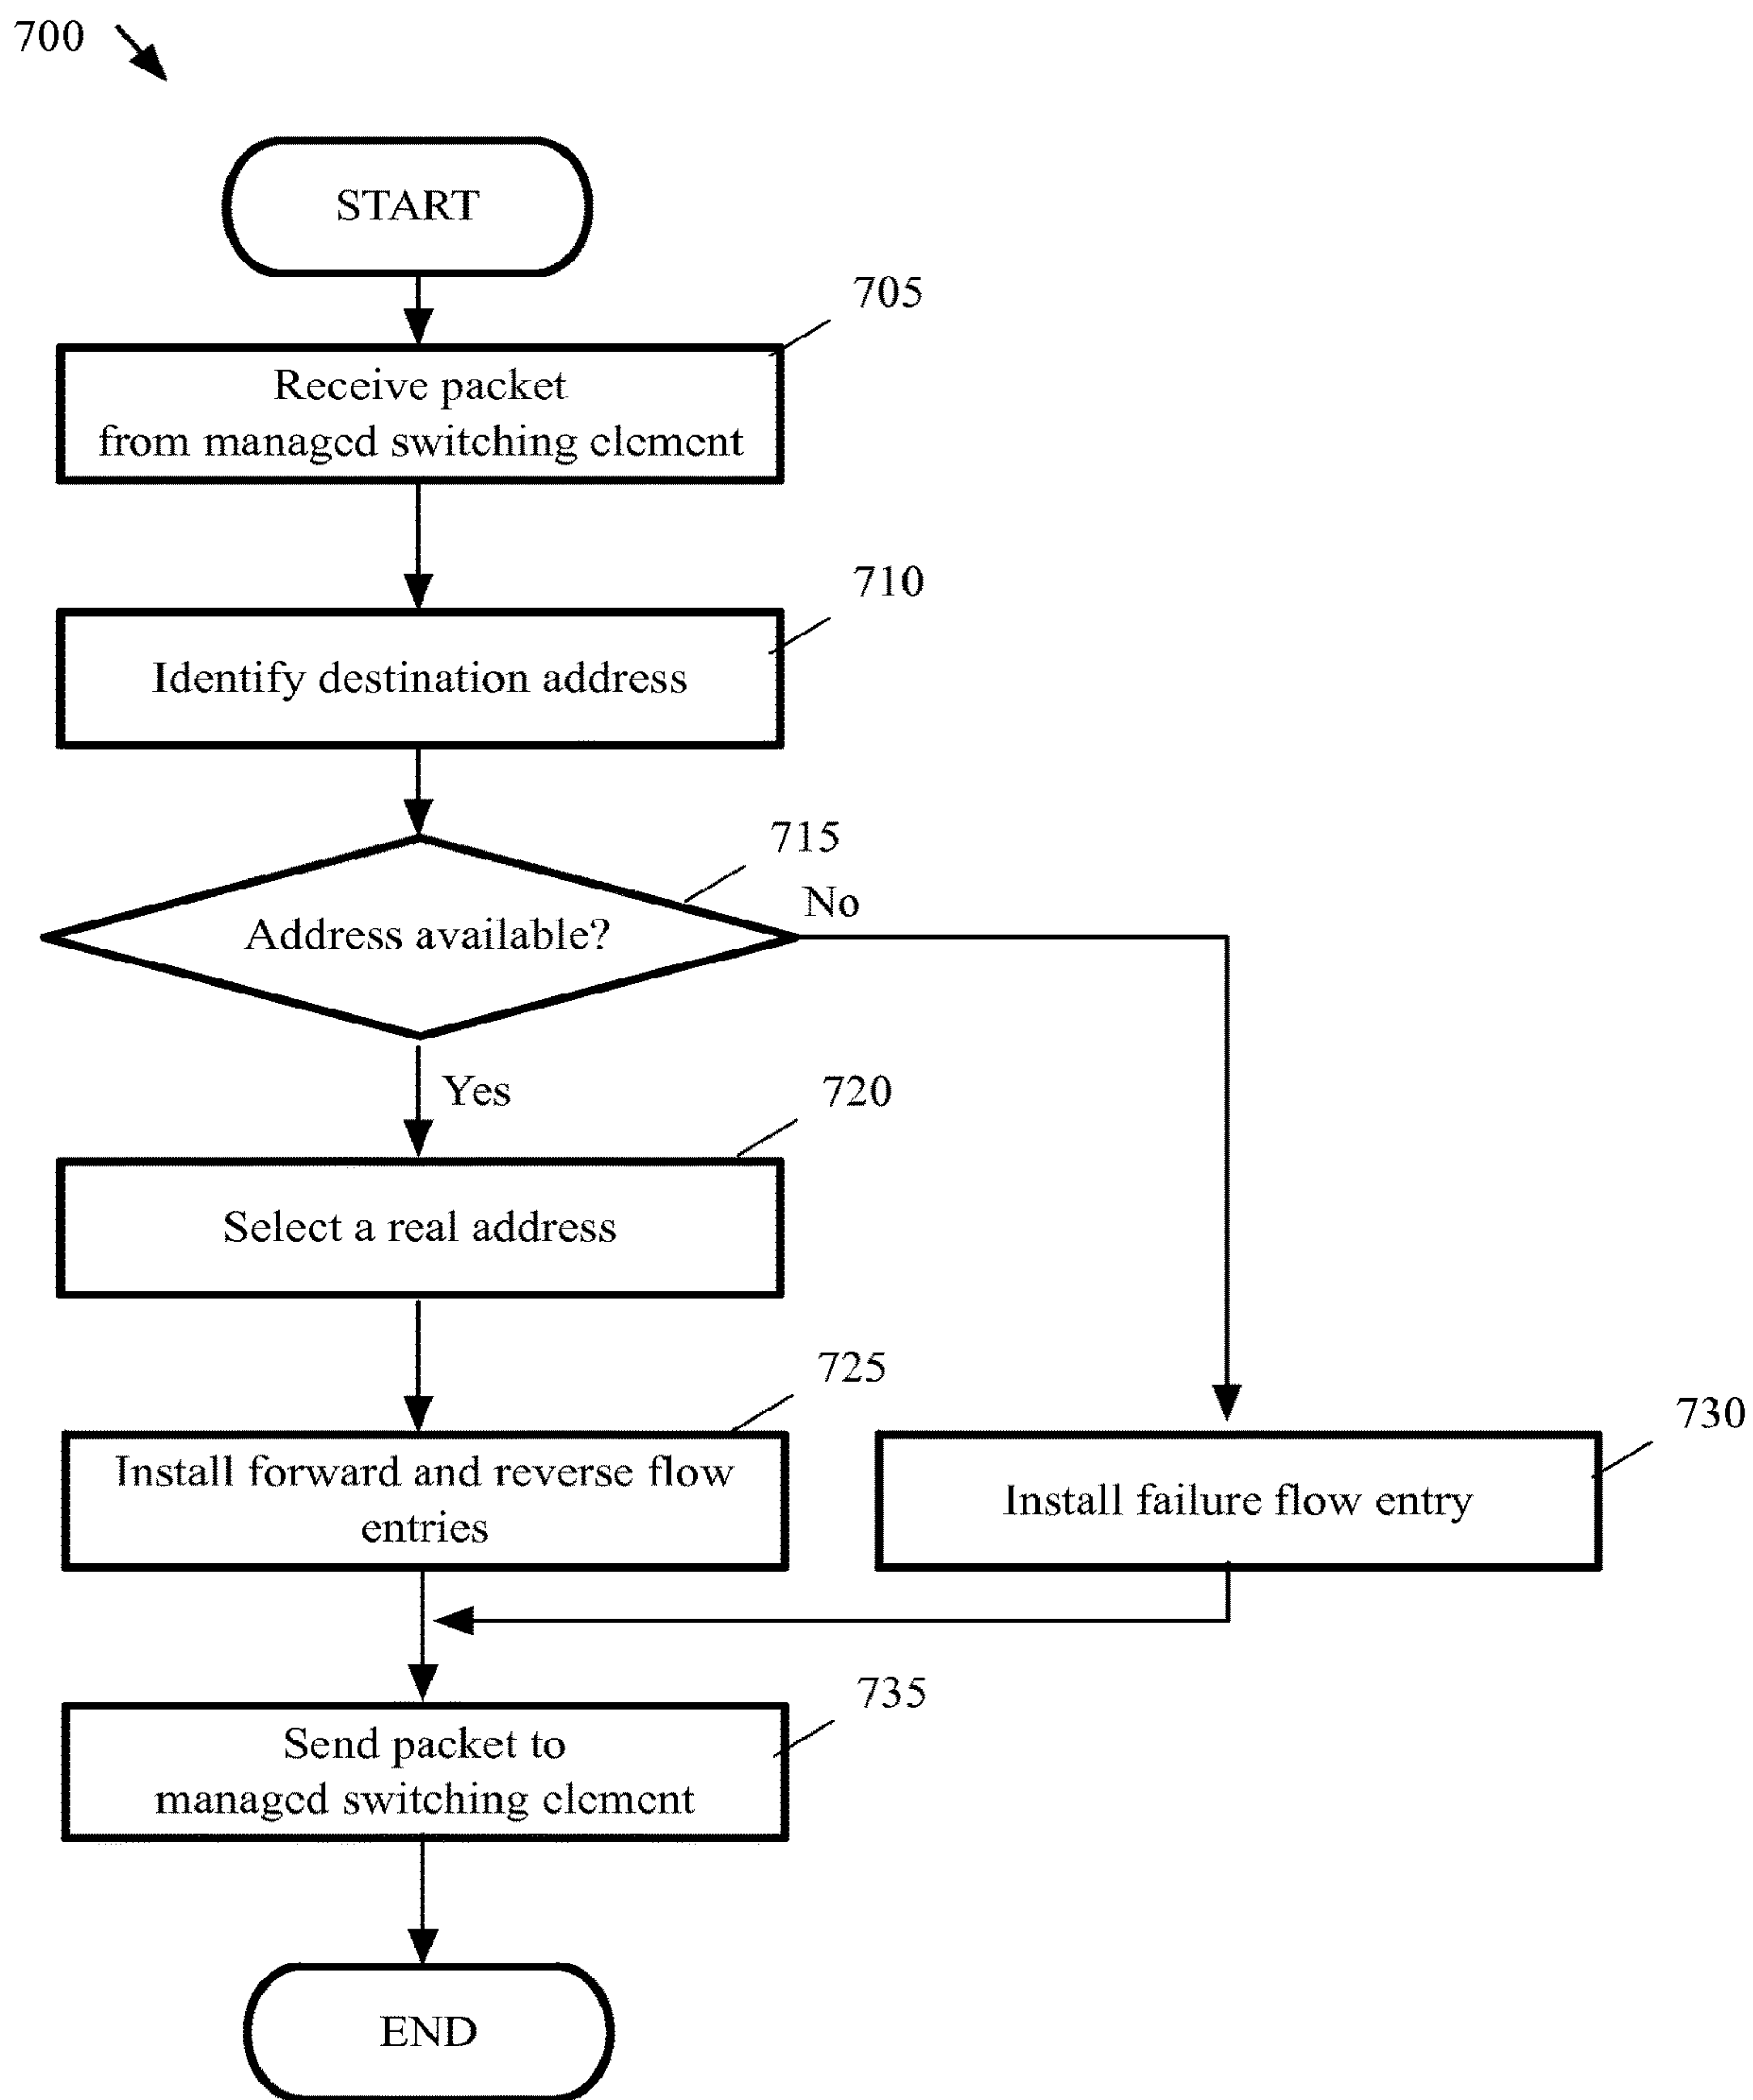 700
START
705
Receive packet
from managed switching element
710
Identify destination address
715
No
Address available?
Yes
720
Select a real address
725
Install forward and reverse flow
entries
730
Install failure flow entry
735
Send packet to
managed switching element
END